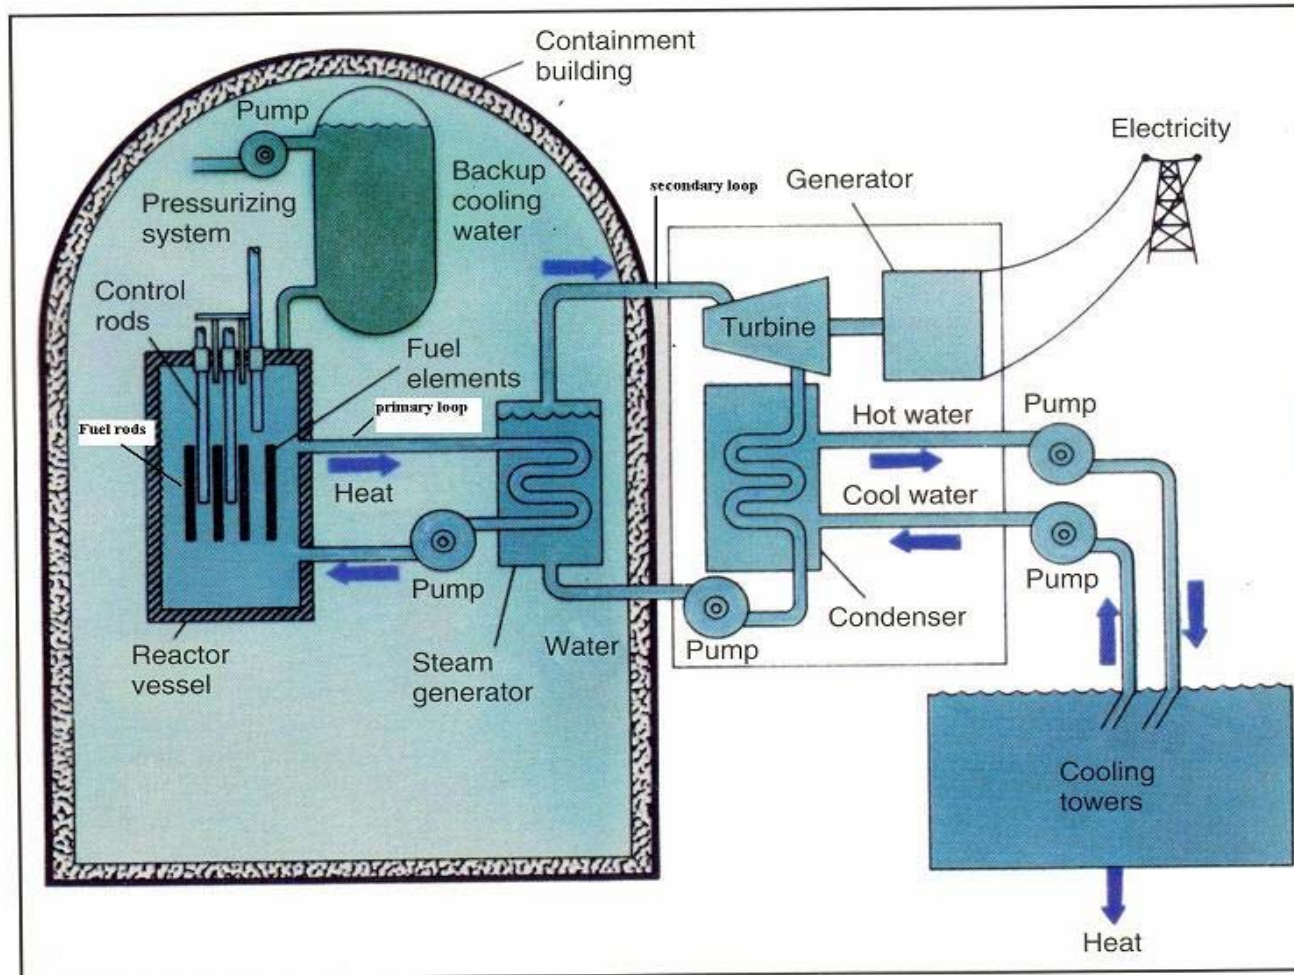 Containment
building
Pump
Electricity
Backup
cooling
water
secondary loop
Generator
Pressurizing
system
Control
rods
Turbine
Fuel
elements
primary loop
Hot water
Pump
Fuel rods
Heat
Cool water
Pump
Pump
Condenser
Reactor
vessel
Steam
generator
Water
Pump
Cooling
towers
Heat